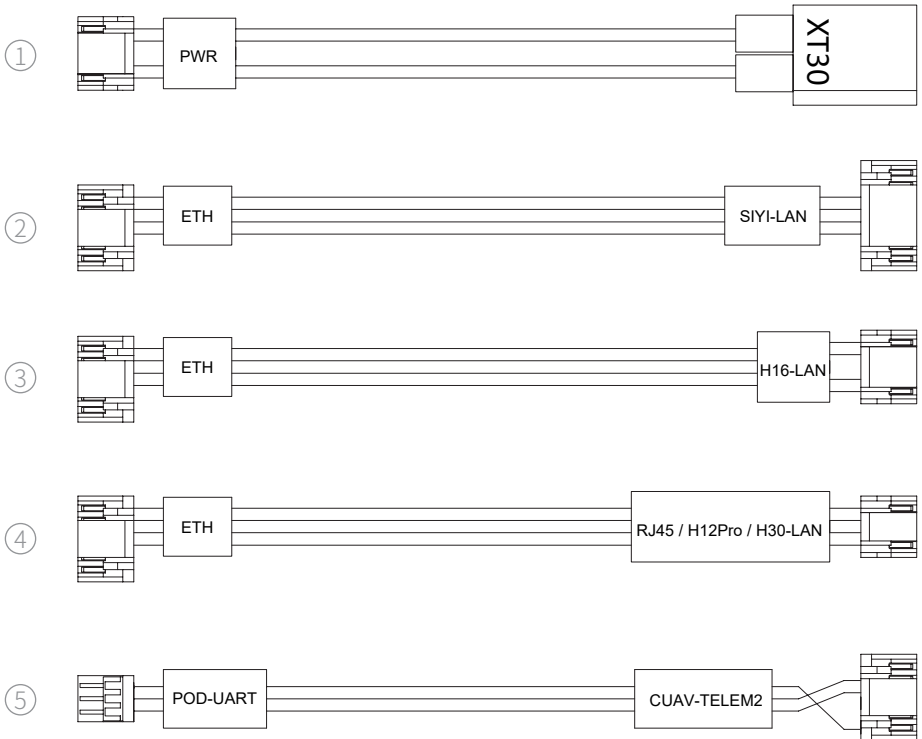 ①
PWR
XT30
②
ETH
SIYI-LAN
③
ETH
H16-LAN
④
ETH
RJ45 / H12Pro / H30-LAN
⑤
POD-UART
CUAV-TELEM2